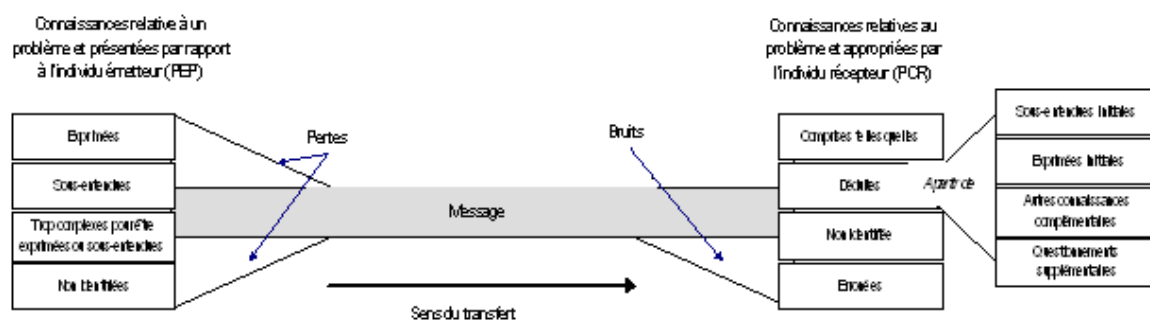 Connaissances relative à un
problème et présentées par rapport
à l'individu émetteur (PEP)
Connaissances relatives au
problème et appropriées par
l'individu récepteur (PCR)
Exprimées
Sous-entendues
Trop complexes pour être
exprimées ou sous-entendues
Non identifiées
Pertes
Message
Bruits
Sens du transfert
Comprises telles quelles
Déduites
Non identifiée
Erronées
A partir de
Sous-entendues initiales
Exprimées initiales
Autres connaissances
complémentaires
Questionnements
supplémentaires